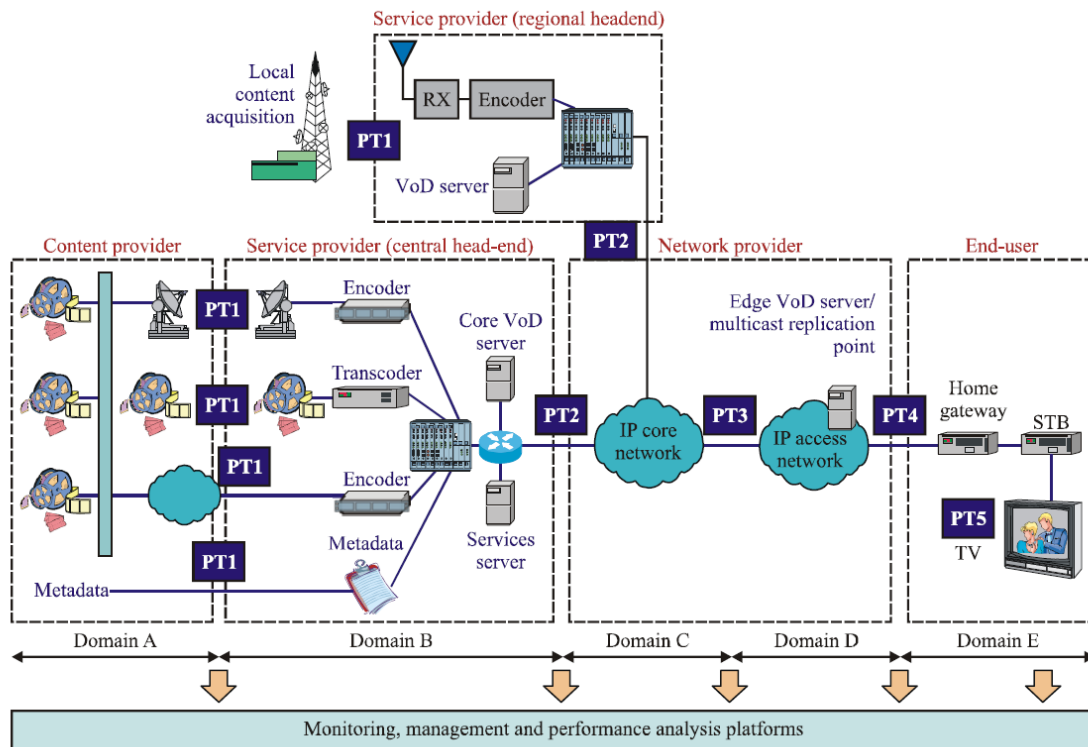 Service provider (regional headend)
Local
content
acquisition
PT1
RX
Encoder
VoD server
PT2
Content provider
Service provider (central head-end)
Network provider
End-user
PT1
Encoder
Core VoD
server
Edge VoD server/
multicast replication
point
PT1
Transcoder
PT2
IP core
network
PT3
IP access
network
PT4
Home
gateway
STB
PT1
Encoder
Services
server
PT5
TV
PT1
Metadata
Metadata
Domain A
Domain B
Domain C
Domain D
Domain E
Monitoring, management and performance analysis platforms